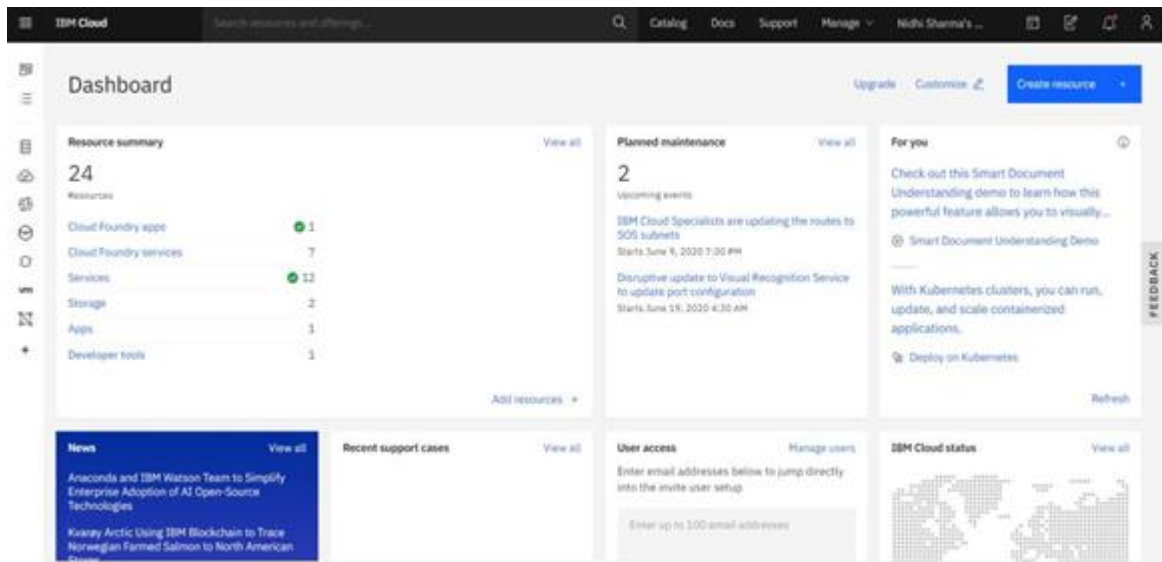 IBM Cloud
Search resources and offerings...
Catalog
Docs
Support
Manage
Nidhi Sharma's ...
Dashboard
Upgrade
Customize
Create resource +
Resource summary
View all
24
Resources
Cloud Foundry apps
1
Cloud Foundry services
7
Services
12
Storage
2
Apps
1
Developer tools
1
Add resources +
Planned maintenance
View all
2
Upcoming events
IBM Cloud Specialists are updating the routes to
SOS subnets
Starts June 9, 2020 7:30 PM
Disruptive update to Visual Recognition Service
to update port configuration
Starts June 19, 2020 4:30 AM
For you
Check out this Smart Document
Understanding demo to learn how this
powerful feature allows you to visually...
Smart Document Understanding Demo
With Kubernetes clusters, you can run,
update, and scale containerized
applications.
Deploy on Kubernetes
Refresh
FEEDBACK
vm
News
View all
Anaconda and IBM Watson Team to Simplify
Enterprise Adoption of AI Open-Source
Technologies
Kvarøy Arctic Using IBM Blockchain to Trace
Norwegian Farmed Salmon to North American
Stores
Recent support cases
View all
User access
Manage users
Enter email addresses below to jump directly
into the invite user setup
Enter up to 100 email addresses
IBM Cloud status
View all